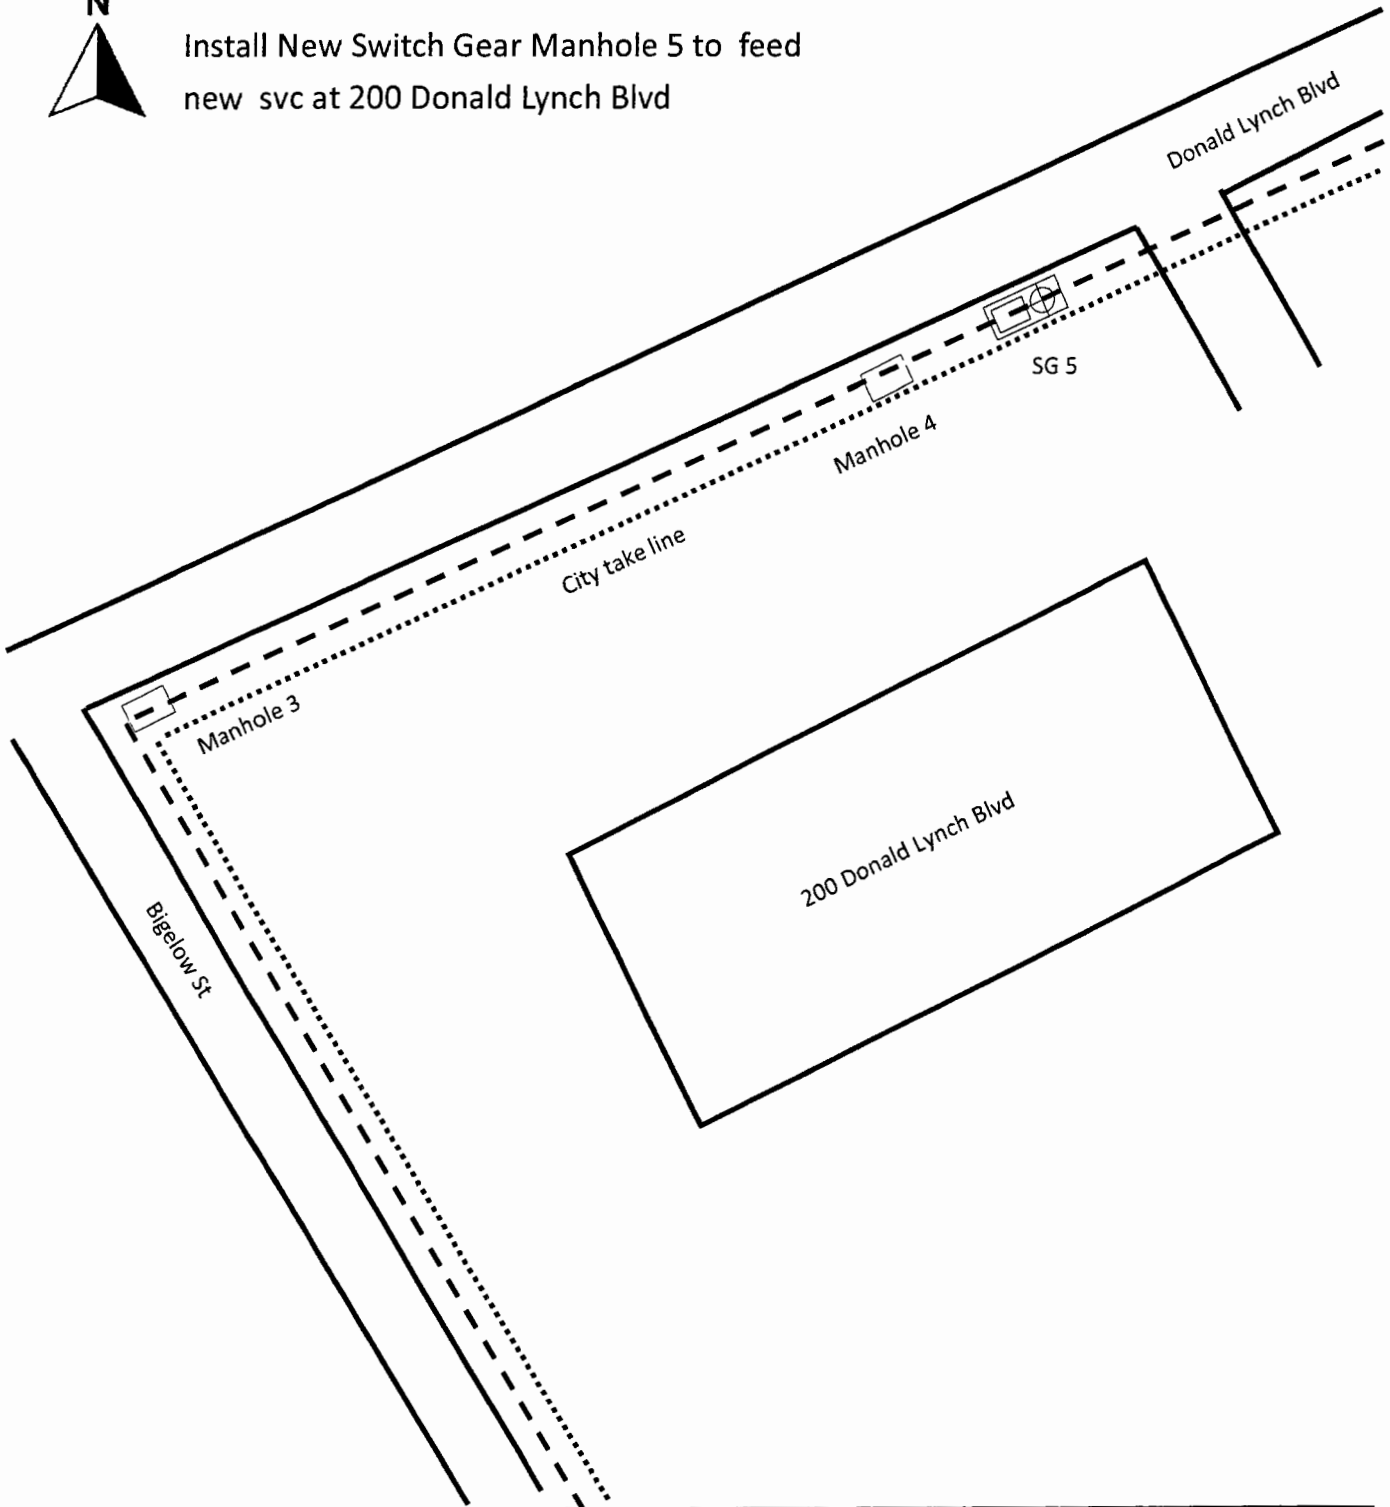 N
Install New Switch Gear Manhole 5 to feed
new svc at 200 Donald Lynch Blvd
Donald Lynch Blvd
SG 5
Manhole 4
City take line
Manhole 3
200 Donald Lynch Blvd
Bigelow St